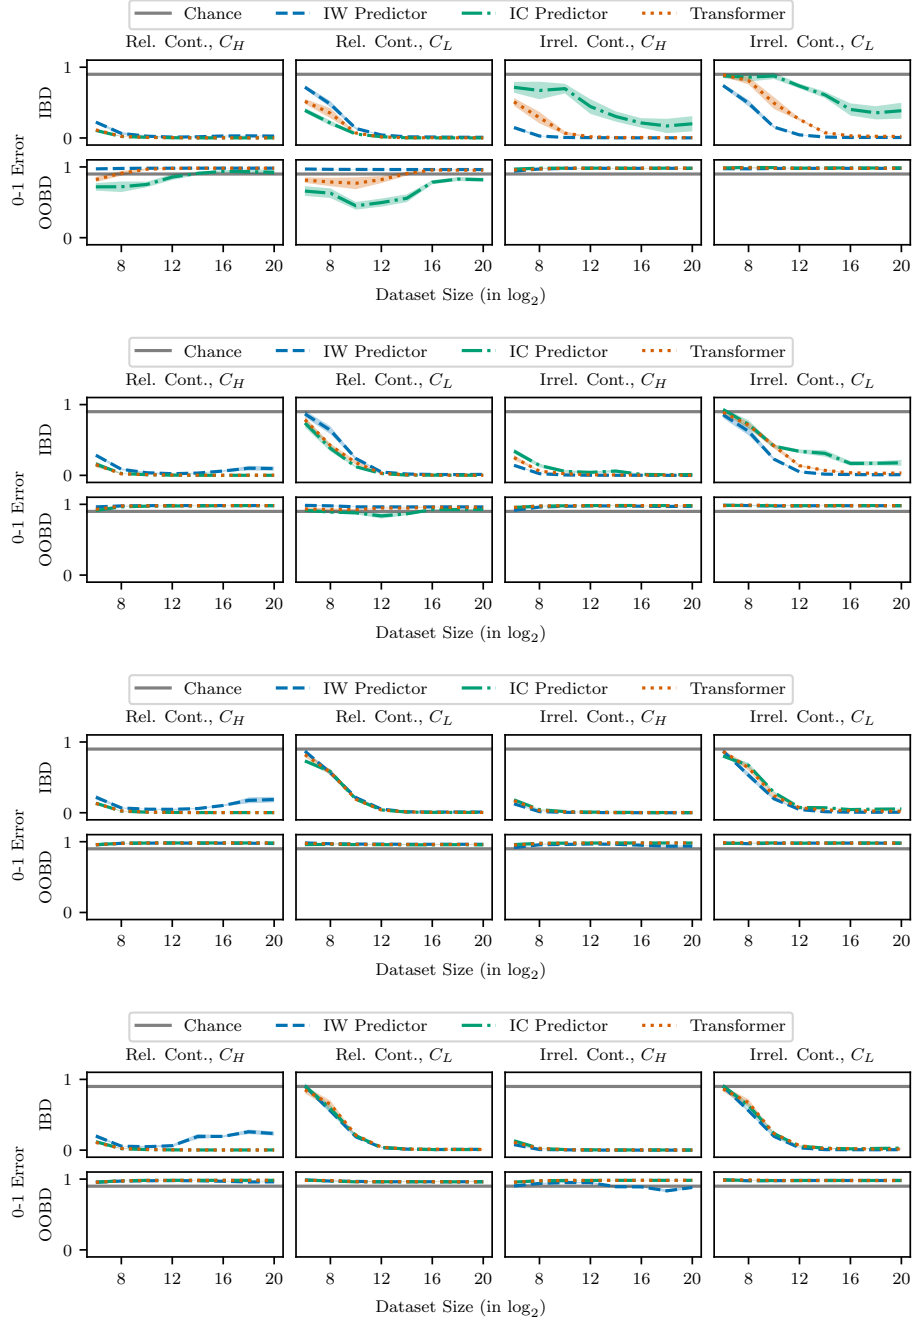 Chance IW Predictor IC Predictor Transformer
Rel. Cont., C_H Rel. Cont., C_L Irrel. Cont., C_H Irrel. Cont., C_L
0-1 Error
IBD
1
0
OOBD
1
0
8 12 16 20 8 12 16 20 8 12 16 20 8 12 16 20
Dataset Size (in log_2)
Chance IW Predictor IC Predictor Transformer
Rel. Cont., C_H Rel. Cont., C_L Irrel. Cont., C_H Irrel. Cont., C_L
0-1 Error
IBD
1
0
OOBD
1
0
8 12 16 20 8 12 16 20 8 12 16 20 8 12 16 20
Dataset Size (in log_2)
Chance IW Predictor IC Predictor Transformer
Rel. Cont., C_H Rel. Cont., C_L Irrel. Cont., C_H Irrel. Cont., C_L
0-1 Error
IBD
1
0
OOBD
1
0
8 12 16 20 8 12 16 20 8 12 16 20 8 12 16 20
Dataset Size (in log_2)
Chance IW Predictor IC Predictor Transformer
Rel. Cont., C_H Rel. Cont., C_L Irrel. Cont., C_H Irrel. Cont., C_L
0-1 Error
IBD
1
0
OOBD
1
0
8 12 16 20 8 12 16 20 8 12 16 20 8 12 16 20
Dataset Size (in log_2)